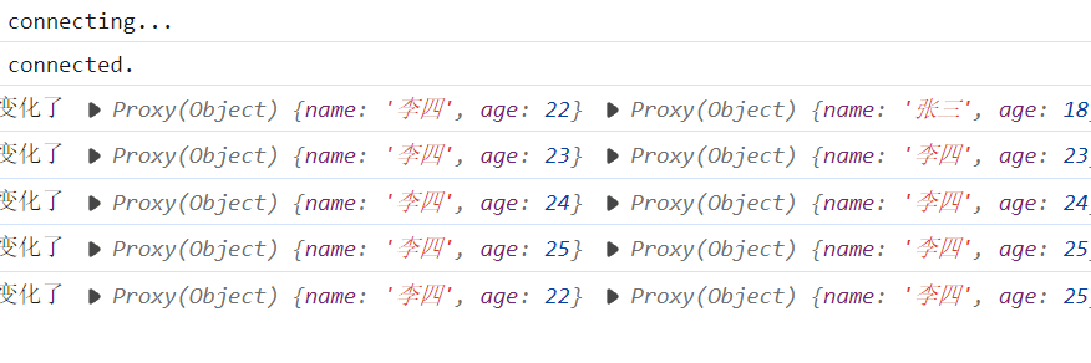 connecting...
connected.
变化了 ▶ Proxy(Object) {name: '李四', age: 22} ▶ Proxy(Object) {name: '张三', age: 18}
变化了 ▶ Proxy(Object) {name: '李四', age: 23} ▶ Proxy(Object) {name: '李四', age: 23
变化了 ▶ Proxy(Object) {name: '李四', age: 24} ▶ Proxy(Object) {name: '李四', age: 24
变化了 ▶ Proxy(Object) {name: '李四', age: 25} ▶ Proxy(Object) {name: '李四', age: 25
变化了 ▶ Proxy(Object) {name: '李四', age: 22} ▶ Proxy(Object) {name: '李四', age: 25